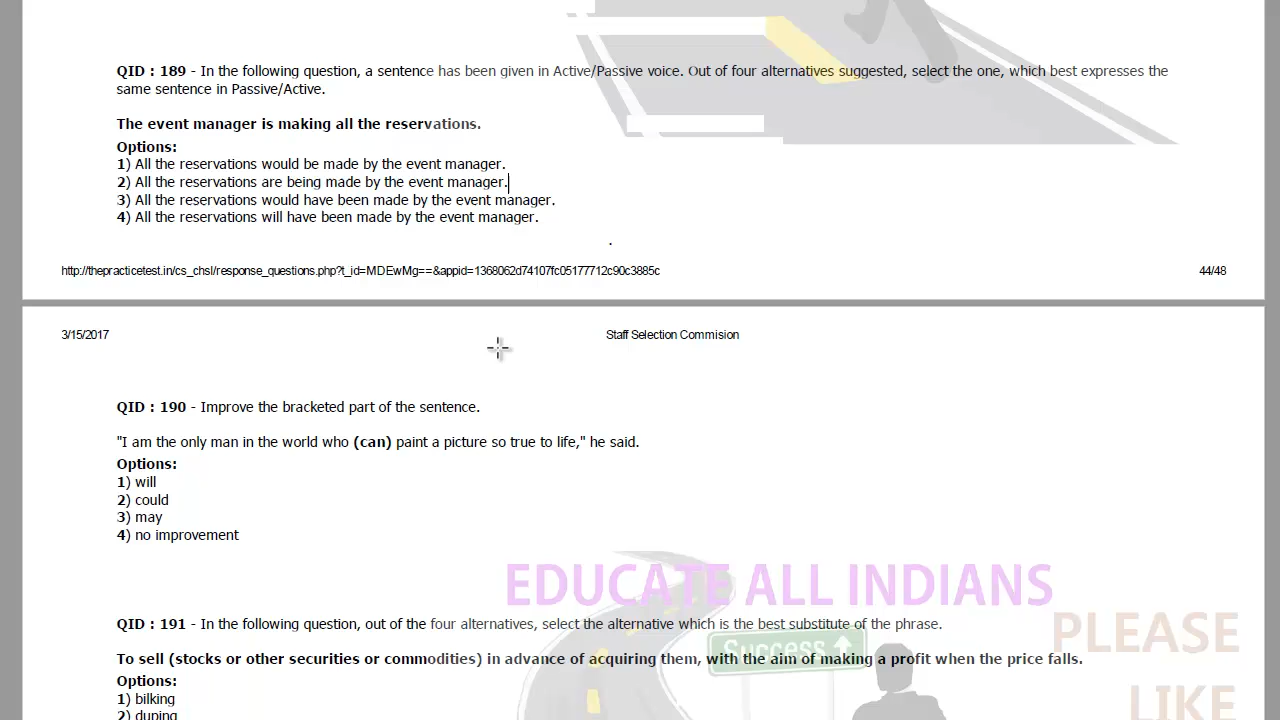 QID : 189 - In the following question, a sentence has been given in Active/Passive voice. Out of four alternatives suggested, select the one, which best expresses the
same sentence in Passive/Active.
The event manager is making all the reservations.
Options:
1) All the reservations would be made by the event manager.
2) All the reservations are being made by the event manager.
3) All the reservations would have been made by the event manager.
4) All the reservations will have been made by the event manager.
http://thepracticetest.in/cs_chsl/response_questions.php?t_id=MDEwMg==&appid=1368062d74107fc05177712c90c3885c 44/48
3/15/2017 Staff Selection Commision
QID : 190 - Improve the bracketed part of the sentence.
"I am the only man in the world who (can) paint a picture so true to life," he said.
Options:
1) will
2) could
3) may
4) no improvement
EDUCATE ALL INDIANS
QID : 191 - In the following question, out of the four alternatives, select the alternative which is the best substitute of the phrase.
PLEASE
Success
To sell (stocks or other securities or commodities) in advance of acquiring them, with the aim of making a profit when the price falls.
Options:
1) bilking
LIKE
2) duping